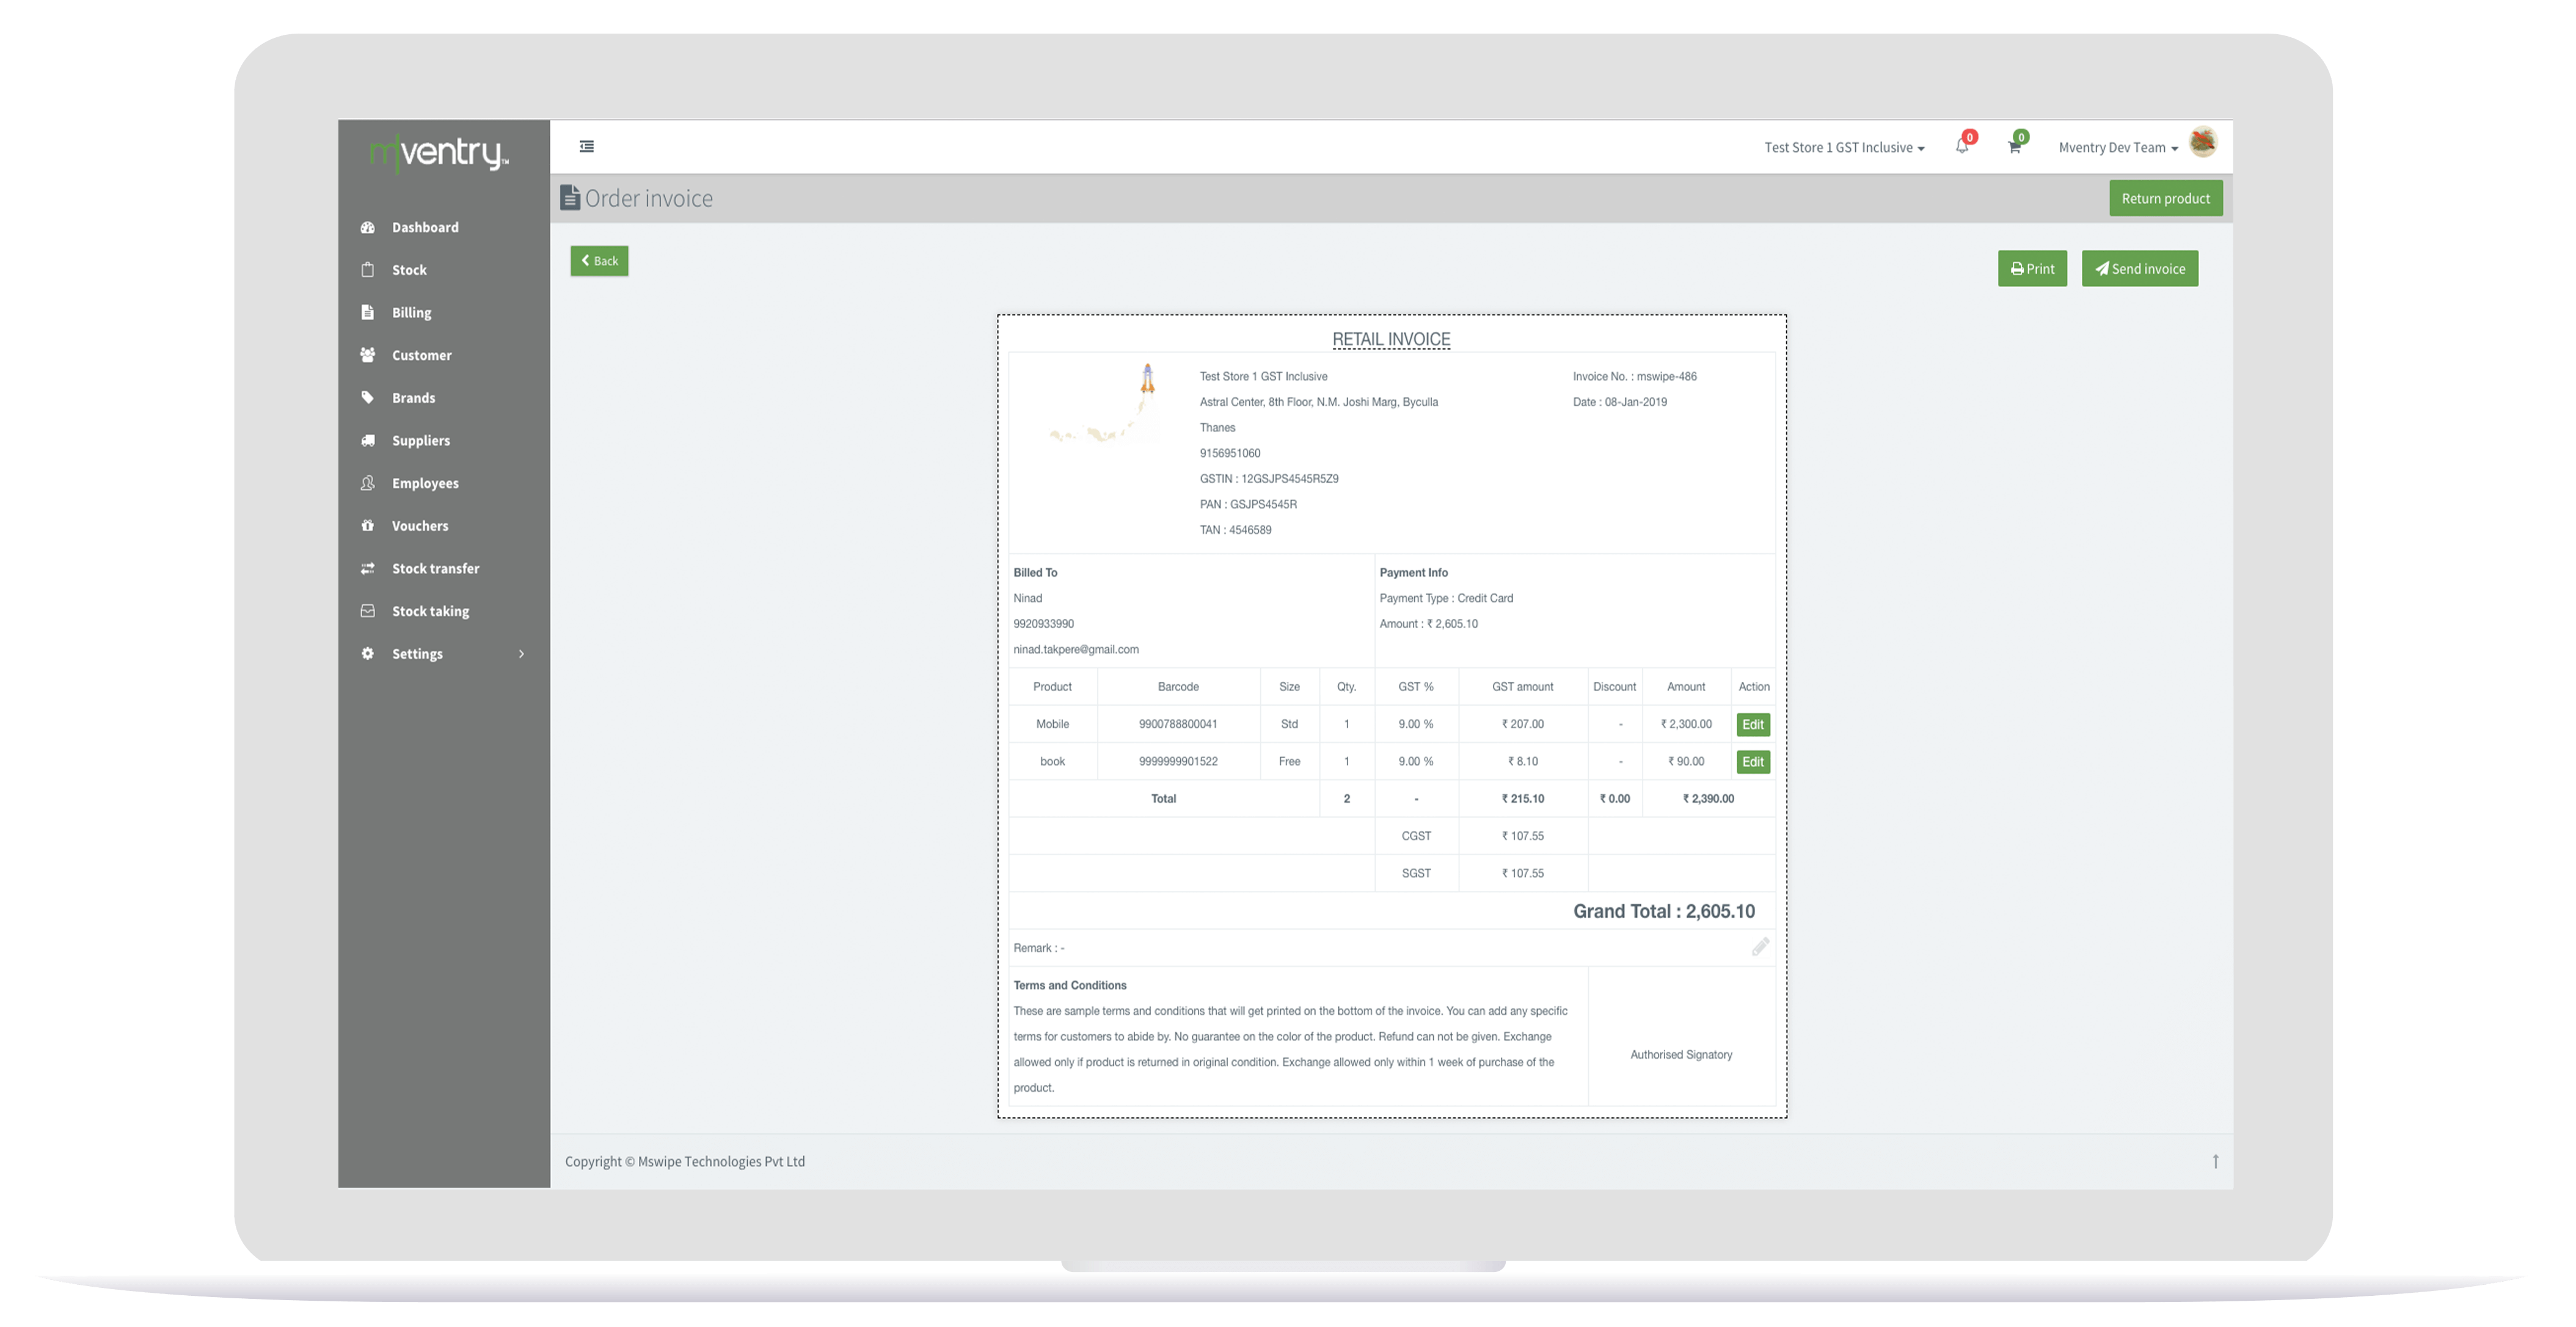 mventry™
Test Store 1 GST Inclusive
0
0
Mventry Dev Team
Order invoice
Return product
Dashboard
Stock
Billing
Customer
Brands
Suppliers
Employees
Vouchers
Stock transfer
Stock taking
Settings
Back
Print
Send invoice
RETAIL INVOICE
Test Store 1 GST Inclusive
Astral Center, 8th Floor, N.M. Joshi Marg, Byculla
Thanes
9156951060
GSTIN : 12GSJPS4545R5Z9
PAN : GSJPS4545R
TAN : 4546589
Invoice No. : mswipe-486
Date : 08-Jan-2019
Billed To
Ninad
9920933990
ninad.takpere@gmail.com
Payment Info
Payment Type : Credit Card
Amount : ₹ 2,605.10
Product Barcode Size Qty. GST % GST amount Discount Amount Action
Mobile 9900788800041 Std 1 9.00 % ₹ 207.00 - ₹ 2,300.00 Edit
book 9999999901522 Free 1 9.00 % ₹ 8.10 - ₹ 90.00 Edit
Total 2 - ₹ 215.10 ₹ 0.00 ₹ 2,390.00
CGST ₹ 107.55
SGST ₹ 107.55
Grand Total : 2,605.10
Remark : -
Terms and Conditions
These are sample terms and conditions that will get printed on the bottom of the invoice. You can add any specific
terms for customers to abide by. No guarantee on the color of the product. Refund can not be given. Exchange
allowed only if product is returned in original condition. Exchange allowed only within 1 week of purchase of the
product.
Authorised Signatory
Copyright © Mswipe Technologies Pvt Ltd